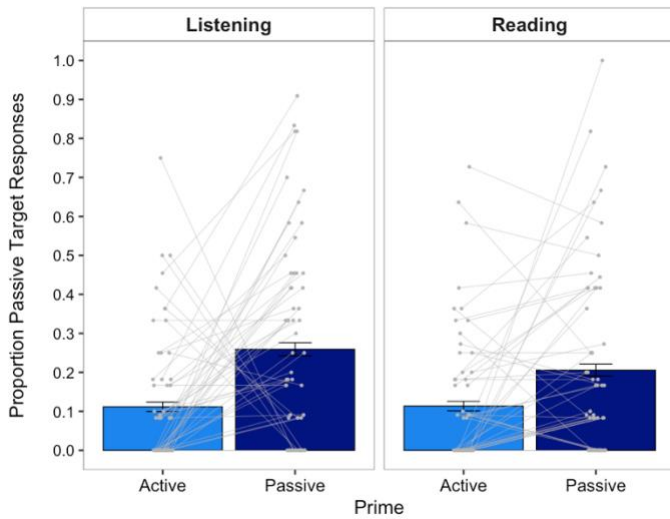 Listening
Reading
Proportion Passive Target Responses
1.0
0.9
0.8
0.7
0.6
0.5
0.4
0.3
0.2
0.1
0.0
Active
Passive
Active
Passive
Prime